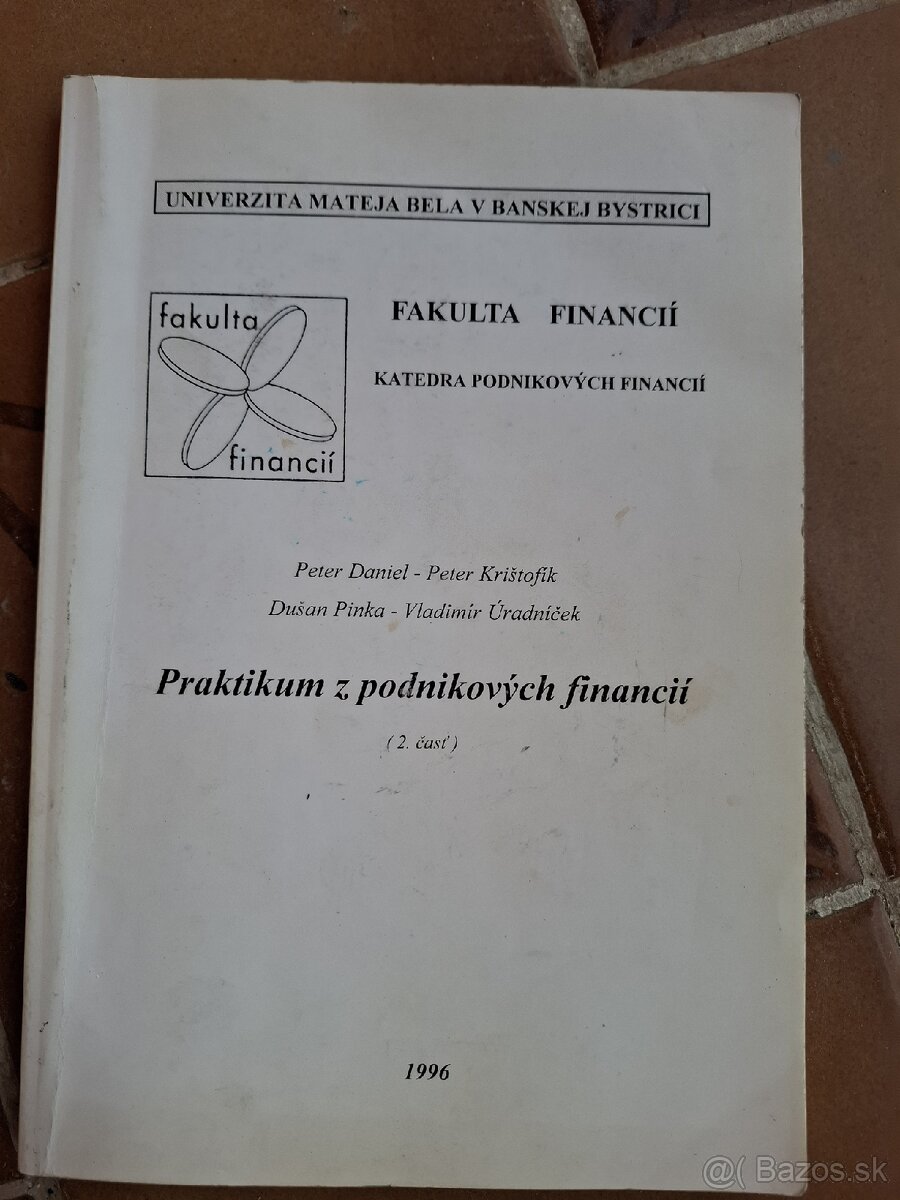 UNIVERZITA MATEJA BELA V BANSKEJ BYSTRICI
fakulta
financií
FAKULTA FINANCIÍ
KATEDRA PODNIKOVÝCH FINANCIÍ
Peter Daniel - Peter Krištofík
Dušan Pinka - Vladimír Úradníček
Praktikum z podnikových financií
( 2. časť )
1996
@( Bazos.sk